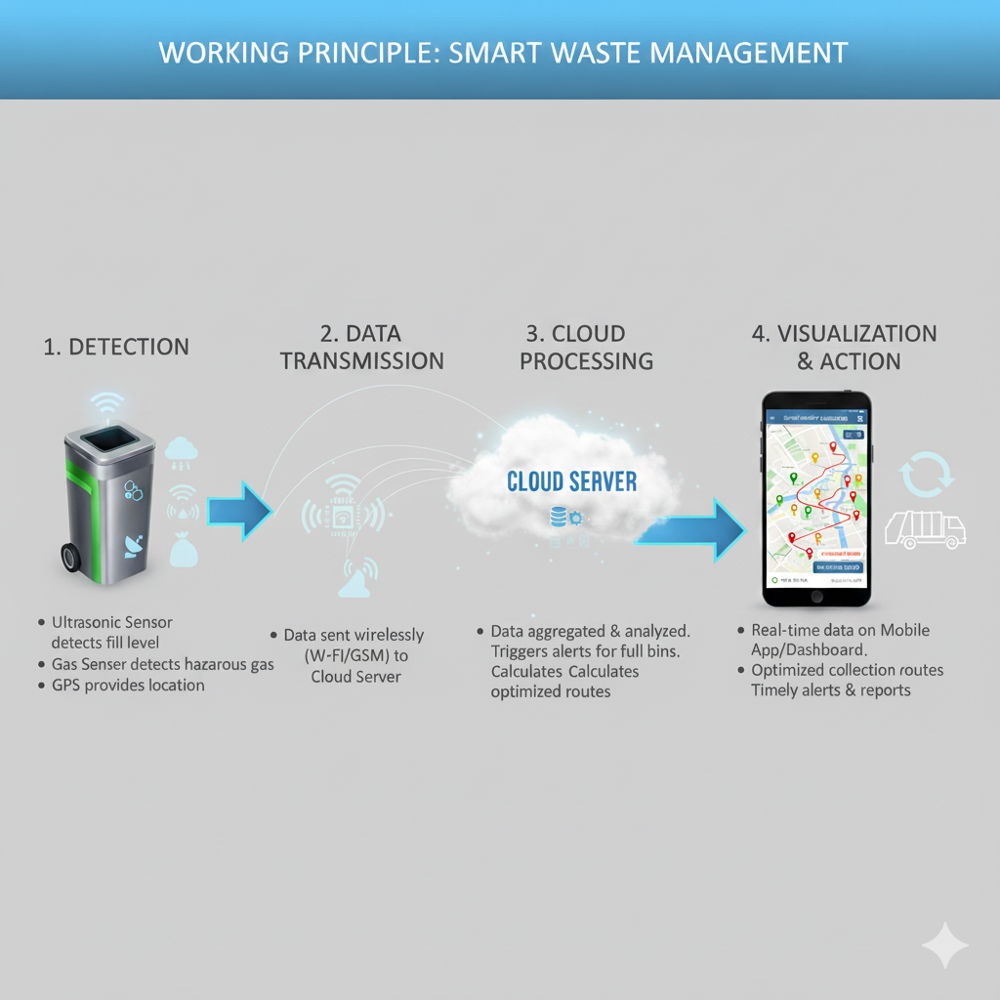 WORKING PRINCIPLE: SMART WASTE MANAGEMENT
1. DETECTION
• Ultrasonic Sensor
detects fill level
• Gas Senser detects hazarous gas
• GPS provides location
2. DATA
TRANSMISSION
• Data sent wirelessly
(W-FI/GSM) to
Cloud Server
3. CLOUD
PROCESSING
CLOUD SERVER
• Data aggregated & analyzed.
Triggers alerts for full bins.
Calculates Calculates
optimized routes
4. VISUALIZATION
& ACTION
• Real-time data on Mobile
App/Dashboard.
• Optimized collection routes
Timely alerts & reports